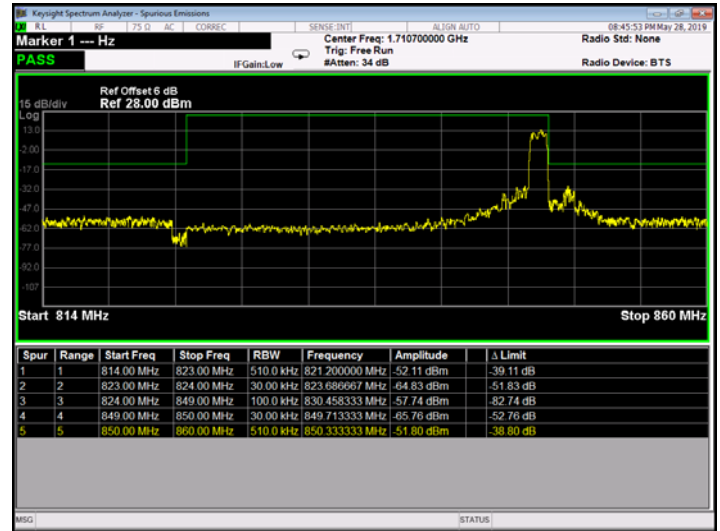 Keysight Spectrum Analyzer - Spurious Emissions
RL RF 75 Ω AC CORREC SENSE:INT ALIGN AUTO 08:45:53 PM May 28, 2019
Marker 1 --- Hz Center Freq: 1.710700000 GHz Radio Std: None
Trig: Free Run
PASS IFGain:Low #Atten: 34 dB Radio Device: BTS
Ref Offset 6 dB
15 dB/div Ref 28.00 dBm
Log
13.0
-2.00
-17.0
-32.0
-47.0
-62.0
-77.0
-92.0
-107
Start 814 MHz Stop 860 MHz
Spur Range Start Freq Stop Freq RBW Frequency Amplitude Δ Limit
1 1 814.00 MHz 823.00 MHz 510.0 kHz 821.200000 MHz -52.11 dBm -39.11 dB
2 2 823.00 MHz 824.00 MHz 30.00 kHz 823.686667 MHz -64.83 dBm -51.83 dB
3 3 824.00 MHz 849.00 MHz 100.0 kHz 830.458333 MHz -57.74 dBm -82.74 dB
4 4 849.00 MHz 850.00 MHz 30.00 kHz 849.713333 MHz -65.76 dBm -52.76 dB
5 5 850.00 MHz 860.00 MHz 510.0 kHz 850.333333 MHz -51.80 dBm -38.80 dB
MSG STATUS